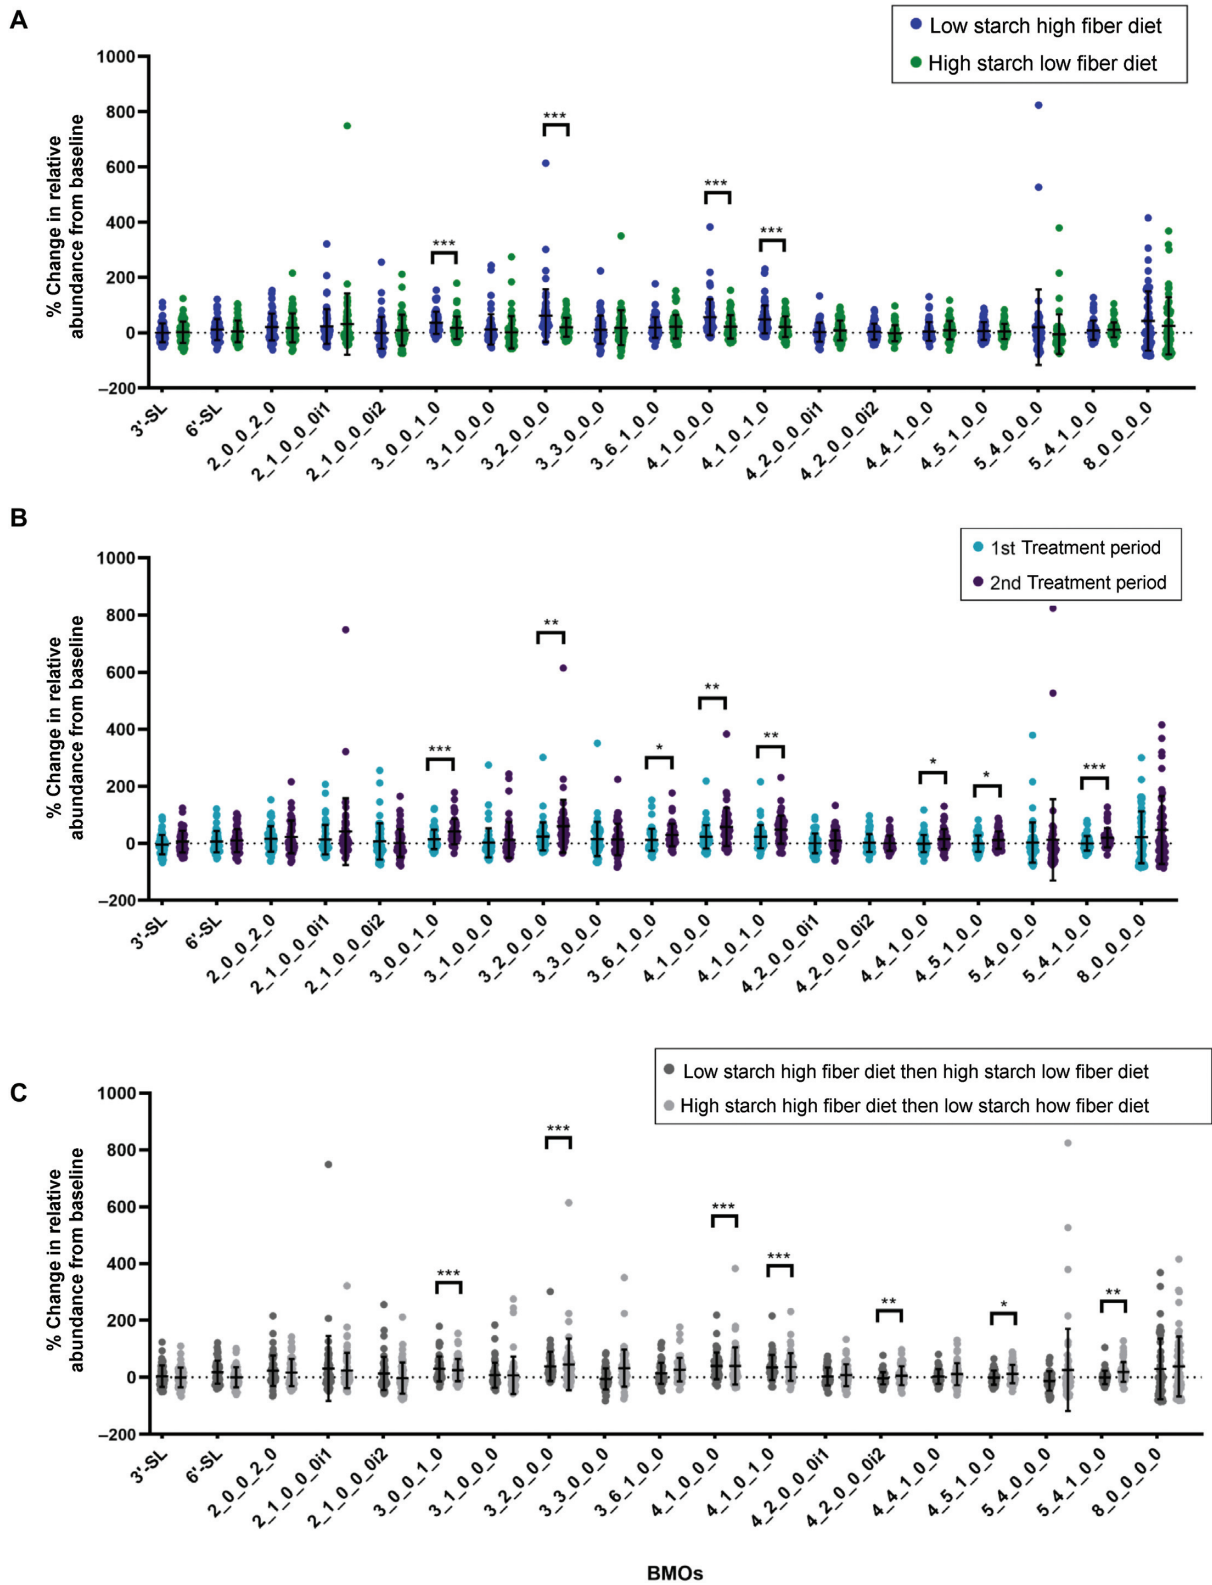 A
Low starch high fiber diet
High starch low fiber diet
% Change in relative
abundance from baseline
1000
800
600
400
200
0
–200
***
***
***
***
3'-SL
6'-SL
2_0_0_2_0
2_1_0_0_0i1
2_1_0_0_0i2
3_0_0_1_0
3_1_0_0_0
3_2_0_0_0
3_3_0_0_0
3_6_1_0_0
4_1_0_0_0
4_1_0_1_0
4_2_0_0_0i1
4_2_0_0_0i2
4_4_1_0_0
4_5_1_0_0
5_4_0_0_0
5_4_1_0_0
8_0_0_0_0
B
1st Treatment period
2nd Treatment period
% Change in relative
abundance from baseline
1000
800
600
400
200
0
–200
***
**
*
**
**
*
*
***
3'-SL
6'-SL
2_0_0_2_0
2_1_0_0_0i1
2_1_0_0_0i2
3_0_0_1_0
3_1_0_0_0
3_2_0_0_0
3_3_0_0_0
3_6_1_0_0
4_1_0_0_0
4_1_0_1_0
4_2_0_0_0i1
4_2_0_0_0i2
4_4_1_0_0
4_5_1_0_0
5_4_0_0_0
5_4_1_0_0
8_0_0_0_0
C
Low starch high fiber diet then high starch low fiber diet
High starch high fiber diet then low starch how fiber diet
% Change in relative
abundance from baseline
1000
800
600
400
200
0
–200
***
***
***
***
**
*
**
3'-SL
6'-SL
2_0_0_2_0
2_1_0_0_0i1
2_1_0_0_0i2
3_0_0_1_0
3_1_0_0_0
3_2_0_0_0
3_3_0_0_0
3_6_1_0_0
4_1_0_0_0
4_1_0_1_0
4_2_0_0_0i1
4_2_0_0_0i2
4_4_1_0_0
4_5_1_0_0
5_4_0_0_0
5_4_1_0_0
8_0_0_0_0
BMOs